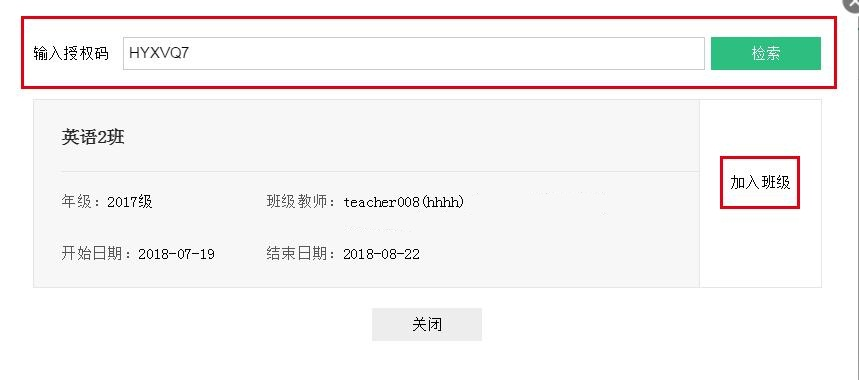 输入授权码 HYXVQ7 检索
英语2班
加入班级
年级：2017级 班级教师：teacher008(hhhh)
开始日期：2018-07-19 结束日期：2018-08-22
关闭